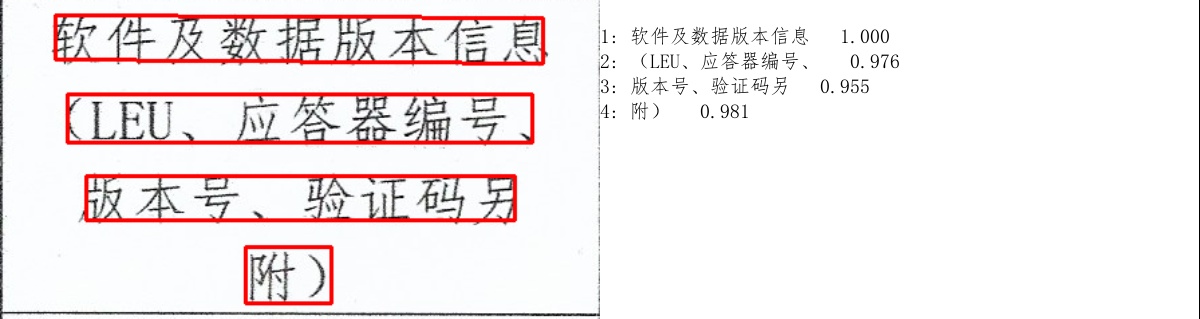 软件及数据版本信息
(LEU、应答器编号、
版本号、验证码另
附)
1: 软件及数据版本信息 1.000
2: (LEU、应答器编号、 0.976
3: 版本号、验证码另 0.955
4: 附) 0.981